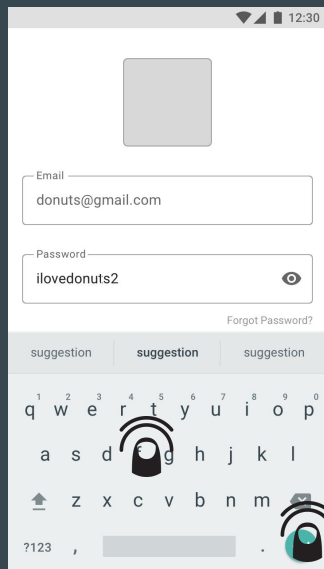 12:30
Email
donuts@gmail.com
Password
ilovedonuts2
Forgot Password?
suggestion suggestion suggestion
1 2 3 4 5 6 7 8 9 0
q w e r t y u i o p
a s d f g h j k l
z x c v b n m
?123 , .